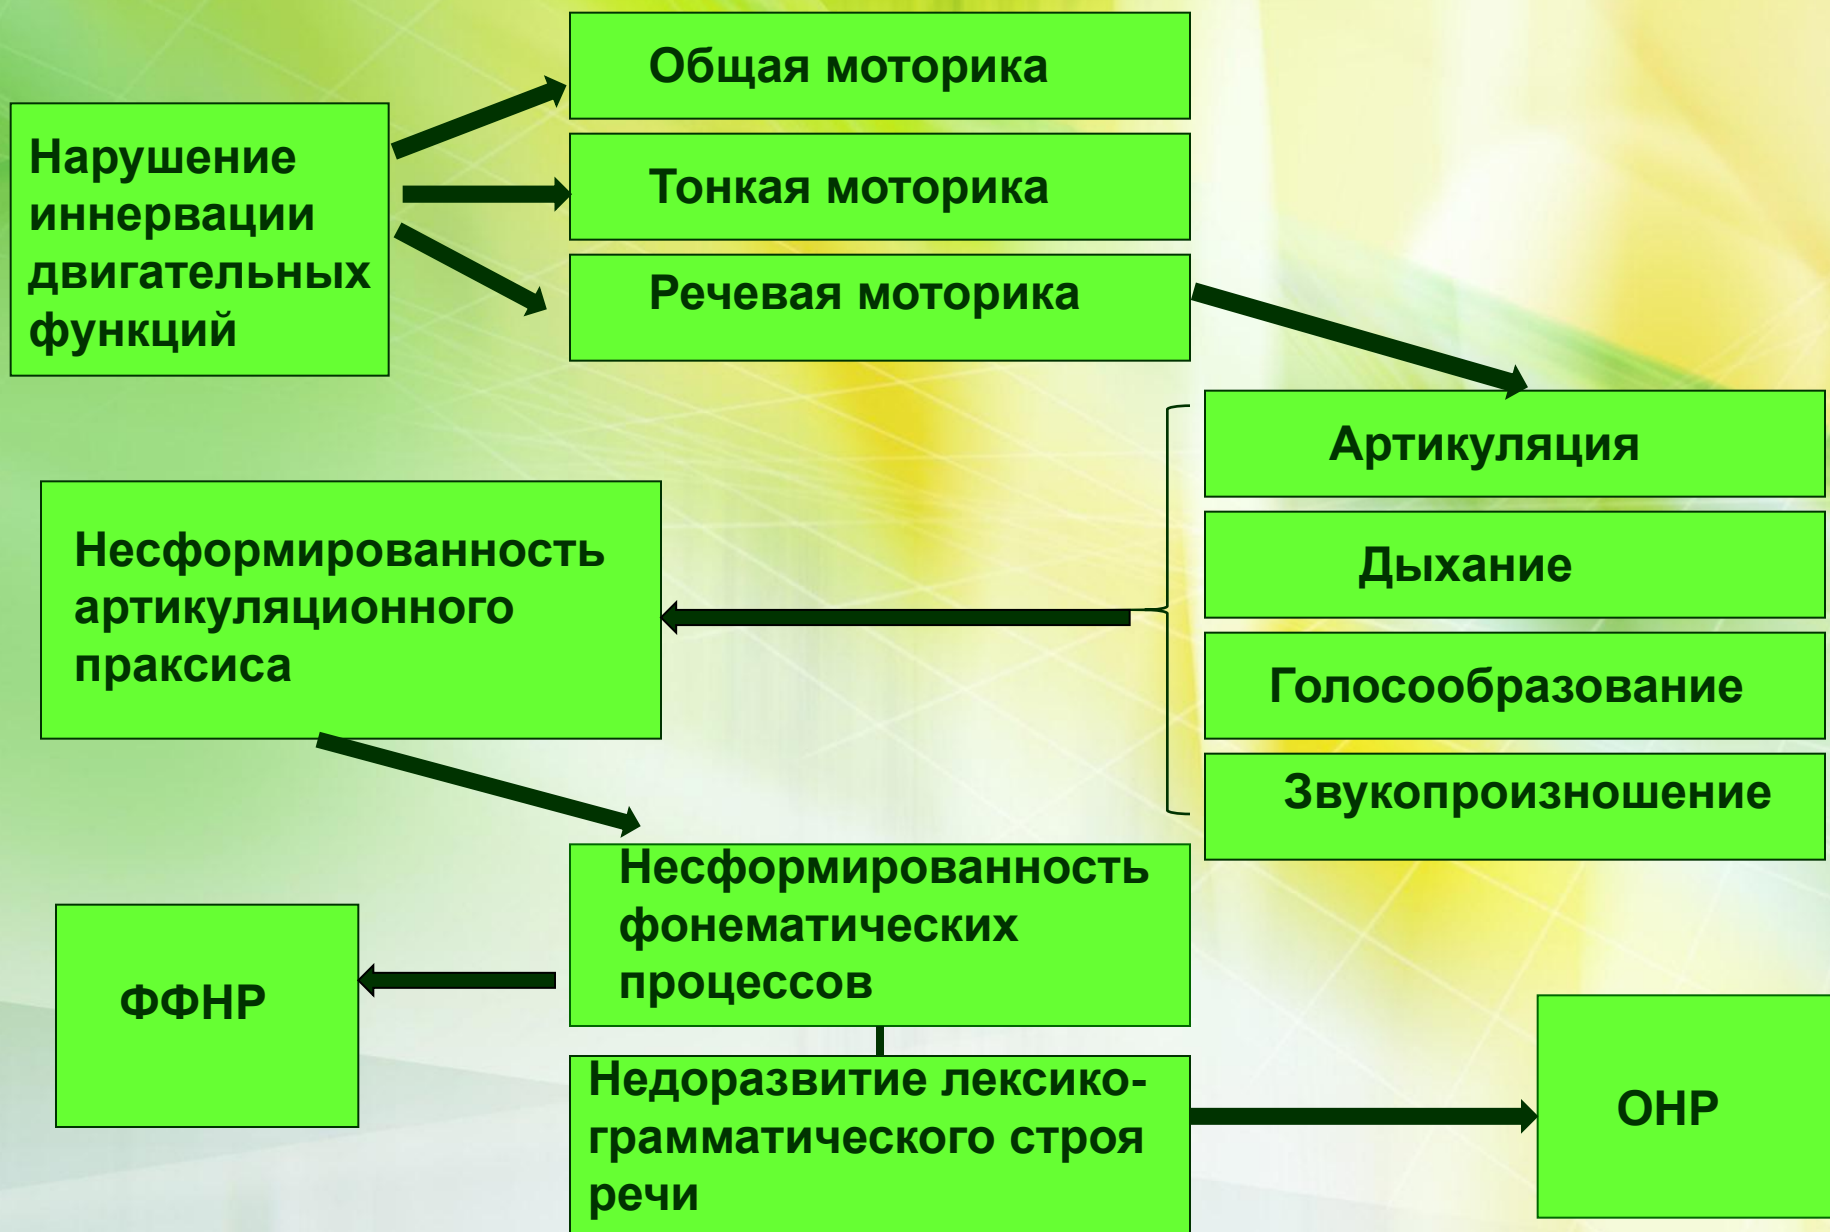 Общая моторика
Нарушение
иннервации
двигательных
функций
Тонкая моторика
Речевая моторика
Артикуляция
Дыхание
Голосообразование
Звукопроизношение
Несформированность
артикуляционного
праксиса
Несформированность
фонематических
процессов
ФФНР
Недоразвитие лексико-
грамматического строя
речи
ОНР